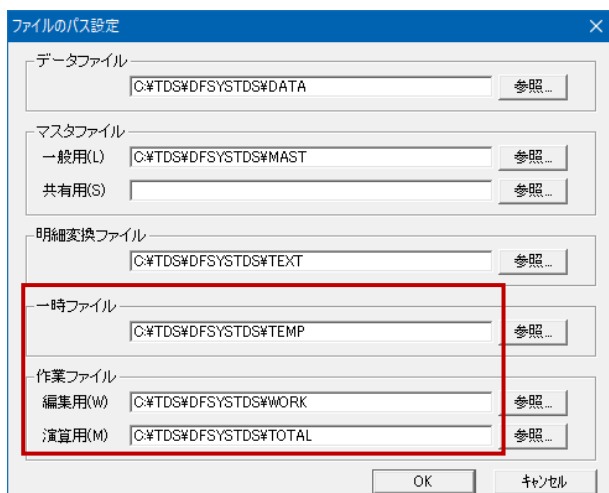 ファイルのパス設定
データファイル
C:¥TDS¥DFSYSTDS¥DATA 参照...
マスタファイル
一般用(L) C:¥TDS¥DFSYSTDS¥MAST 参照...
共有用(S) 参照...
明細変換ファイル
C:¥TDS¥DFSYSTDS¥TEXT 参照...
一時ファイル
C:¥TDS¥DFSYSTDS¥TEMP 参照...
作業ファイル
編集用(W) C:¥TDS¥DFSYSTDS¥WORK 参照...
演算用(M) C:¥TDS¥DFSYSTDS¥TOTAL 参照...
OK キャンセル